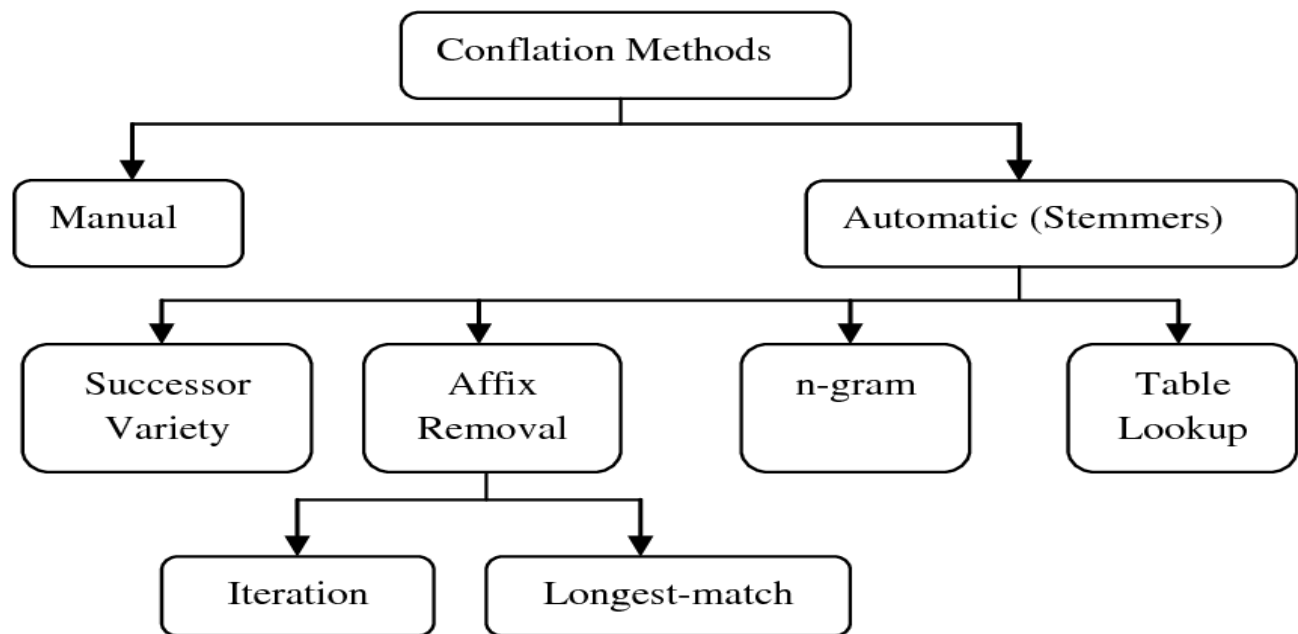 Conflation Methods
Manual
Automatic (Stemmers)
Successor
Variety
Affix
Removal
n-gram
Table
Lookup
Iteration
Longest-match